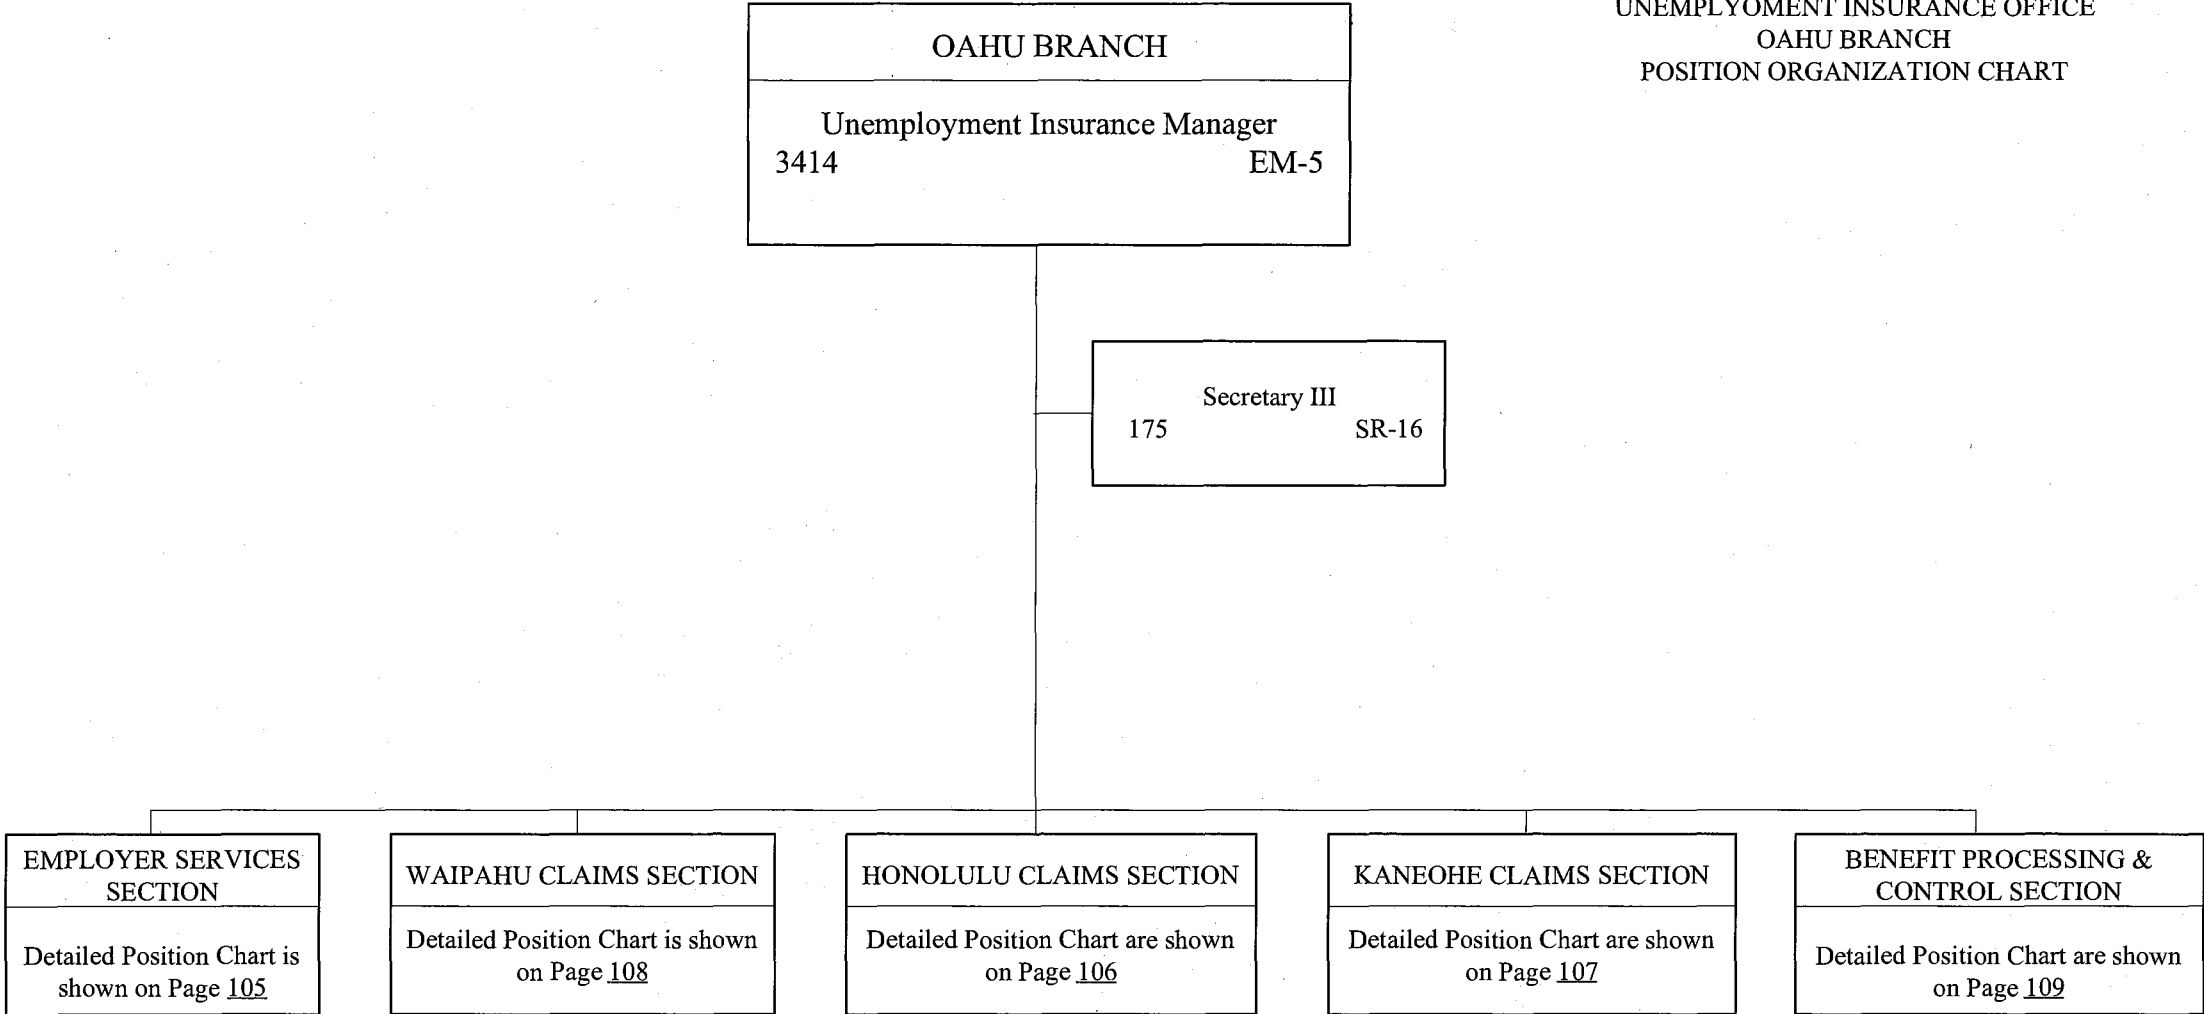 UNEMPLYOMENT INSURANCE OFFICE
OAHU BRANCH
POSITION ORGANIZATION CHART
OAHU BRANCH
Unemployment Insurance Manager
3414 EM-5
Secretary III
175 SR-16
EMPLOYER SERVICES
SECTION
Detailed Position Chart is
shown on Page 105
WAIPAHU CLAIMS SECTION
Detailed Position Chart is shown
on Page 108
HONOLULU CLAIMS SECTION
Detailed Position Chart are shown
on Page 106
KANEOHE CLAIMS SECTION
Detailed Position Chart are shown
on Page 107
BENEFIT PROCESSING &
CONTROL SECTION
Detailed Position Chart are shown
on Page 109